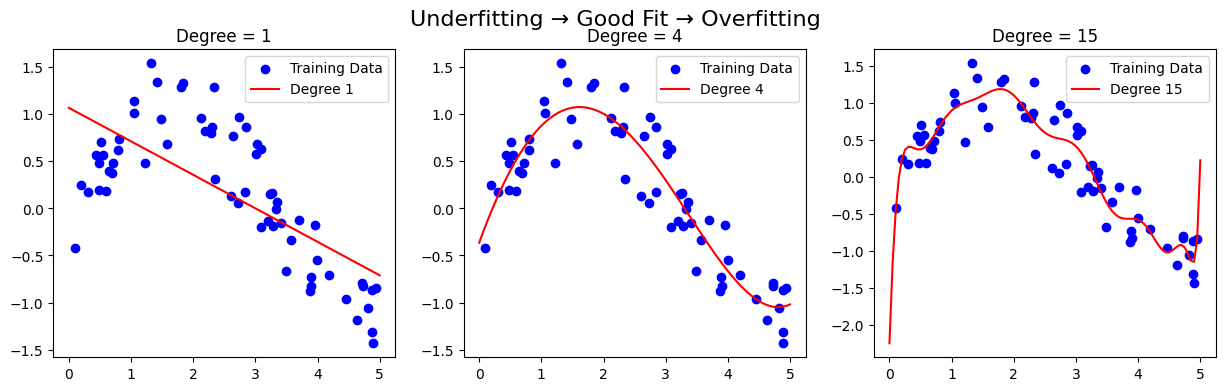 Underfitting → Good Fit → Overfitting
Degree = 1
Training Data
Degree 1
1.5
1.0
0.5
0.0
−0.5
−1.0
−1.5
0 1 2 3 4 5
Degree = 4
Training Data
Degree 4
1.5
1.0
0.5
0.0
−0.5
−1.0
−1.5
0 1 2 3 4 5
Degree = 15
Training Data
Degree 15
1.5
1.0
0.5
0.0
−0.5
−1.0
−1.5
−2.0
0 1 2 3 4 5